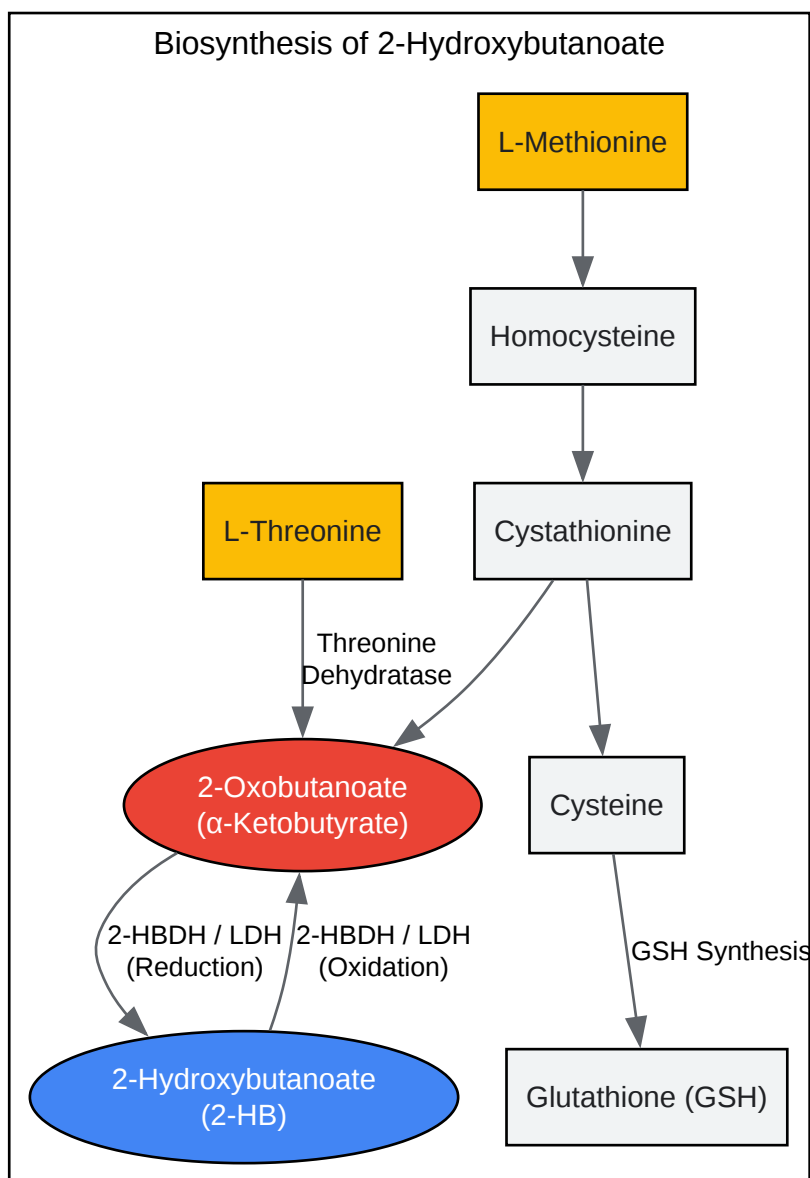 Biosynthesis of 2-Hydroxybutanoate
L-Methionine
Homocysteine
L-Threonine
Cystathionine
Threonine
Dehydratase
2-Oxobutanoate
(α-Ketobutyrate)
Cysteine
2-HBDH / LDH
(Reduction)
2-HBDH / LDH
(Oxidation)
GSH Synthesis
2-Hydroxybutanoate
(2-HB)
Glutathione (GSH)